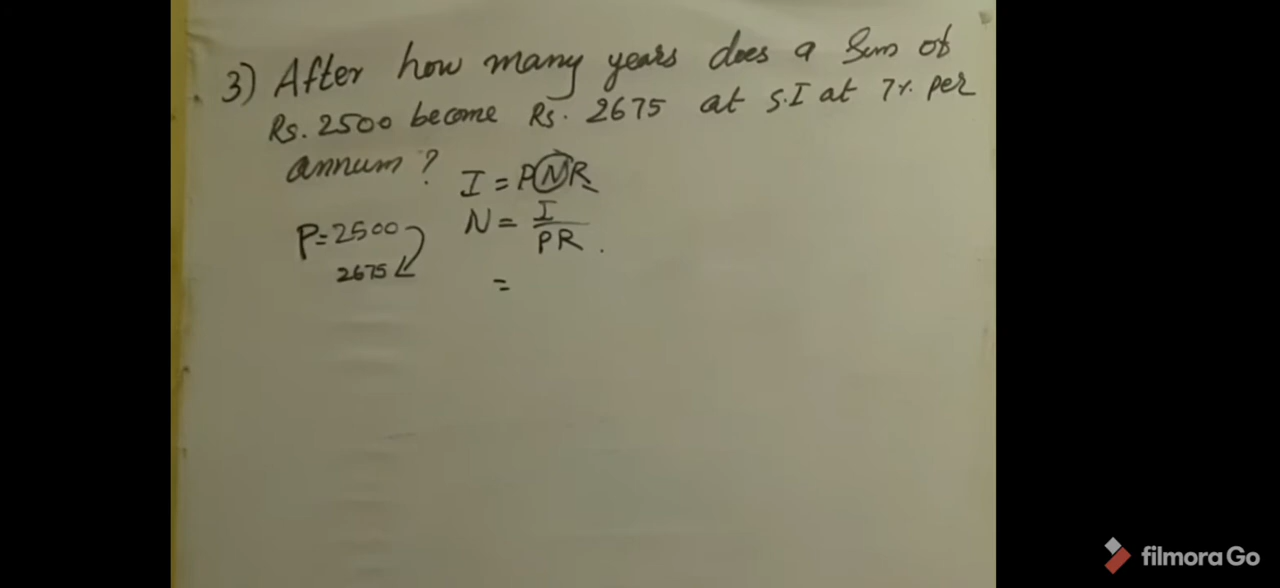 3) After how many years does a Sum of
Rs. 2500 become Rs. 2675 at S.I at 7%. per
annum?
I = PNR
P=2500
2675
N = I
PR
=
filmora Go